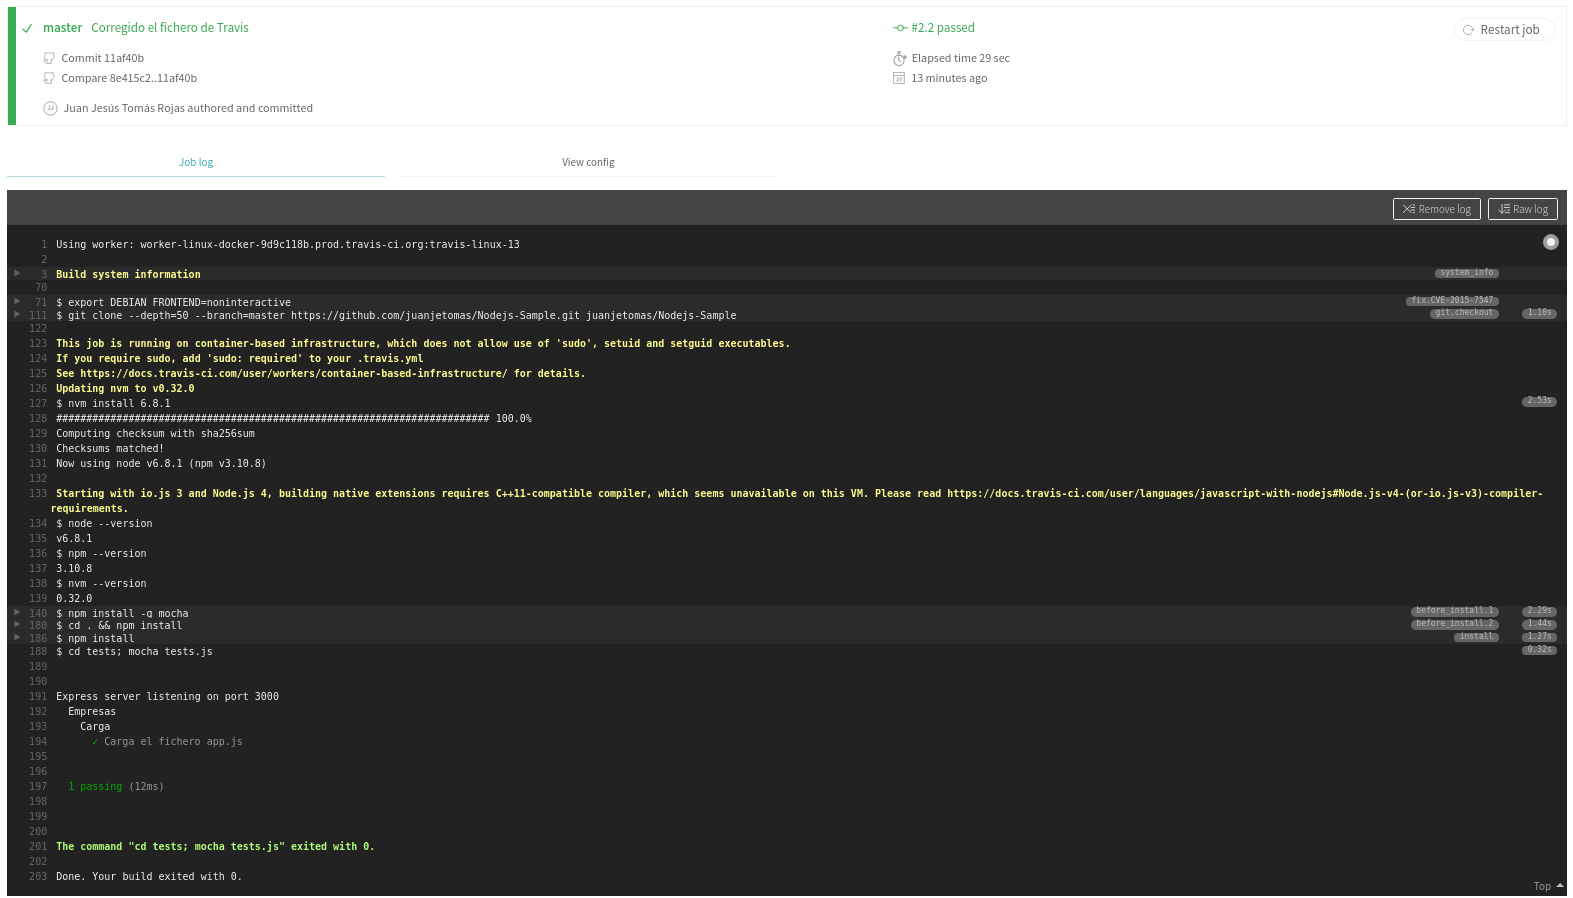 master Corregido el fichero de Travis
#2.2 passed
Restart job
Commit 11af40b
Elapsed time 29 sec
Compare 8e415c2..11af40b
13 minutes ago
JJ Juan Jesús Tomás Rojas authored and committed
Job log
View config
Remove log
Raw log
1 Using worker: worker-linux-docker-9d9c118b.prod.travis-ci.org:travis-linux-13
2
3 Build system information system_info
70
71 $ export DEBIAN_FRONTEND=noninteractive fix.CVE-2015-7547
111 $ git clone --depth=50 --branch=master https://github.com/juanjetomas/Nodejs-Sample.git juanjetomas/Nodejs-Sample git.checkout 1.10s
122
123 This job is running on container-based infrastructure, which does not allow use of 'sudo', setuid and setguid executables.
124 If you require sudo, add 'sudo: required' to your .travis.yml
125 See https://docs.travis-ci.com/user/workers/container-based-infrastructure/ for details.
126 Updating nvm to v0.32.0
127 $ nvm install 6.8.1 2.53s
128 ######################################################################## 100.0%
129 Computing checksum with sha256sum
130 Checksums matched!
131 Now using node v6.8.1 (npm v3.10.8)
132
133 Starting with io.js 3 and Node.js 4, building native extensions requires C++11-compatible compiler, which seems unavailable on this VM. Please read https://docs.travis-ci.com/user/languages/javascript-with-nodejs#Node.js-v4-(or-io.js-v3)-compiler-
requirements.
134 $ node --version
135 v6.8.1
136 $ npm --version
137 3.10.8
138 $ nvm --version
139 0.32.0
140 $ npm install -g mocha before_install.1 2.29s
180 $ cd . && npm install before_install.2 1.44s
186 $ npm install install 1.27s
188 $ cd tests; mocha tests.js 0.32s
189
190
191 Express server listening on port 3000
192 Empresas
193 Carga
194 ✓ Carga el fichero app.js
195
196
197 1 passing (12ms)
198
199
200
201 The command "cd tests; mocha tests.js" exited with 0.
202
203 Done. Your build exited with 0.
Top